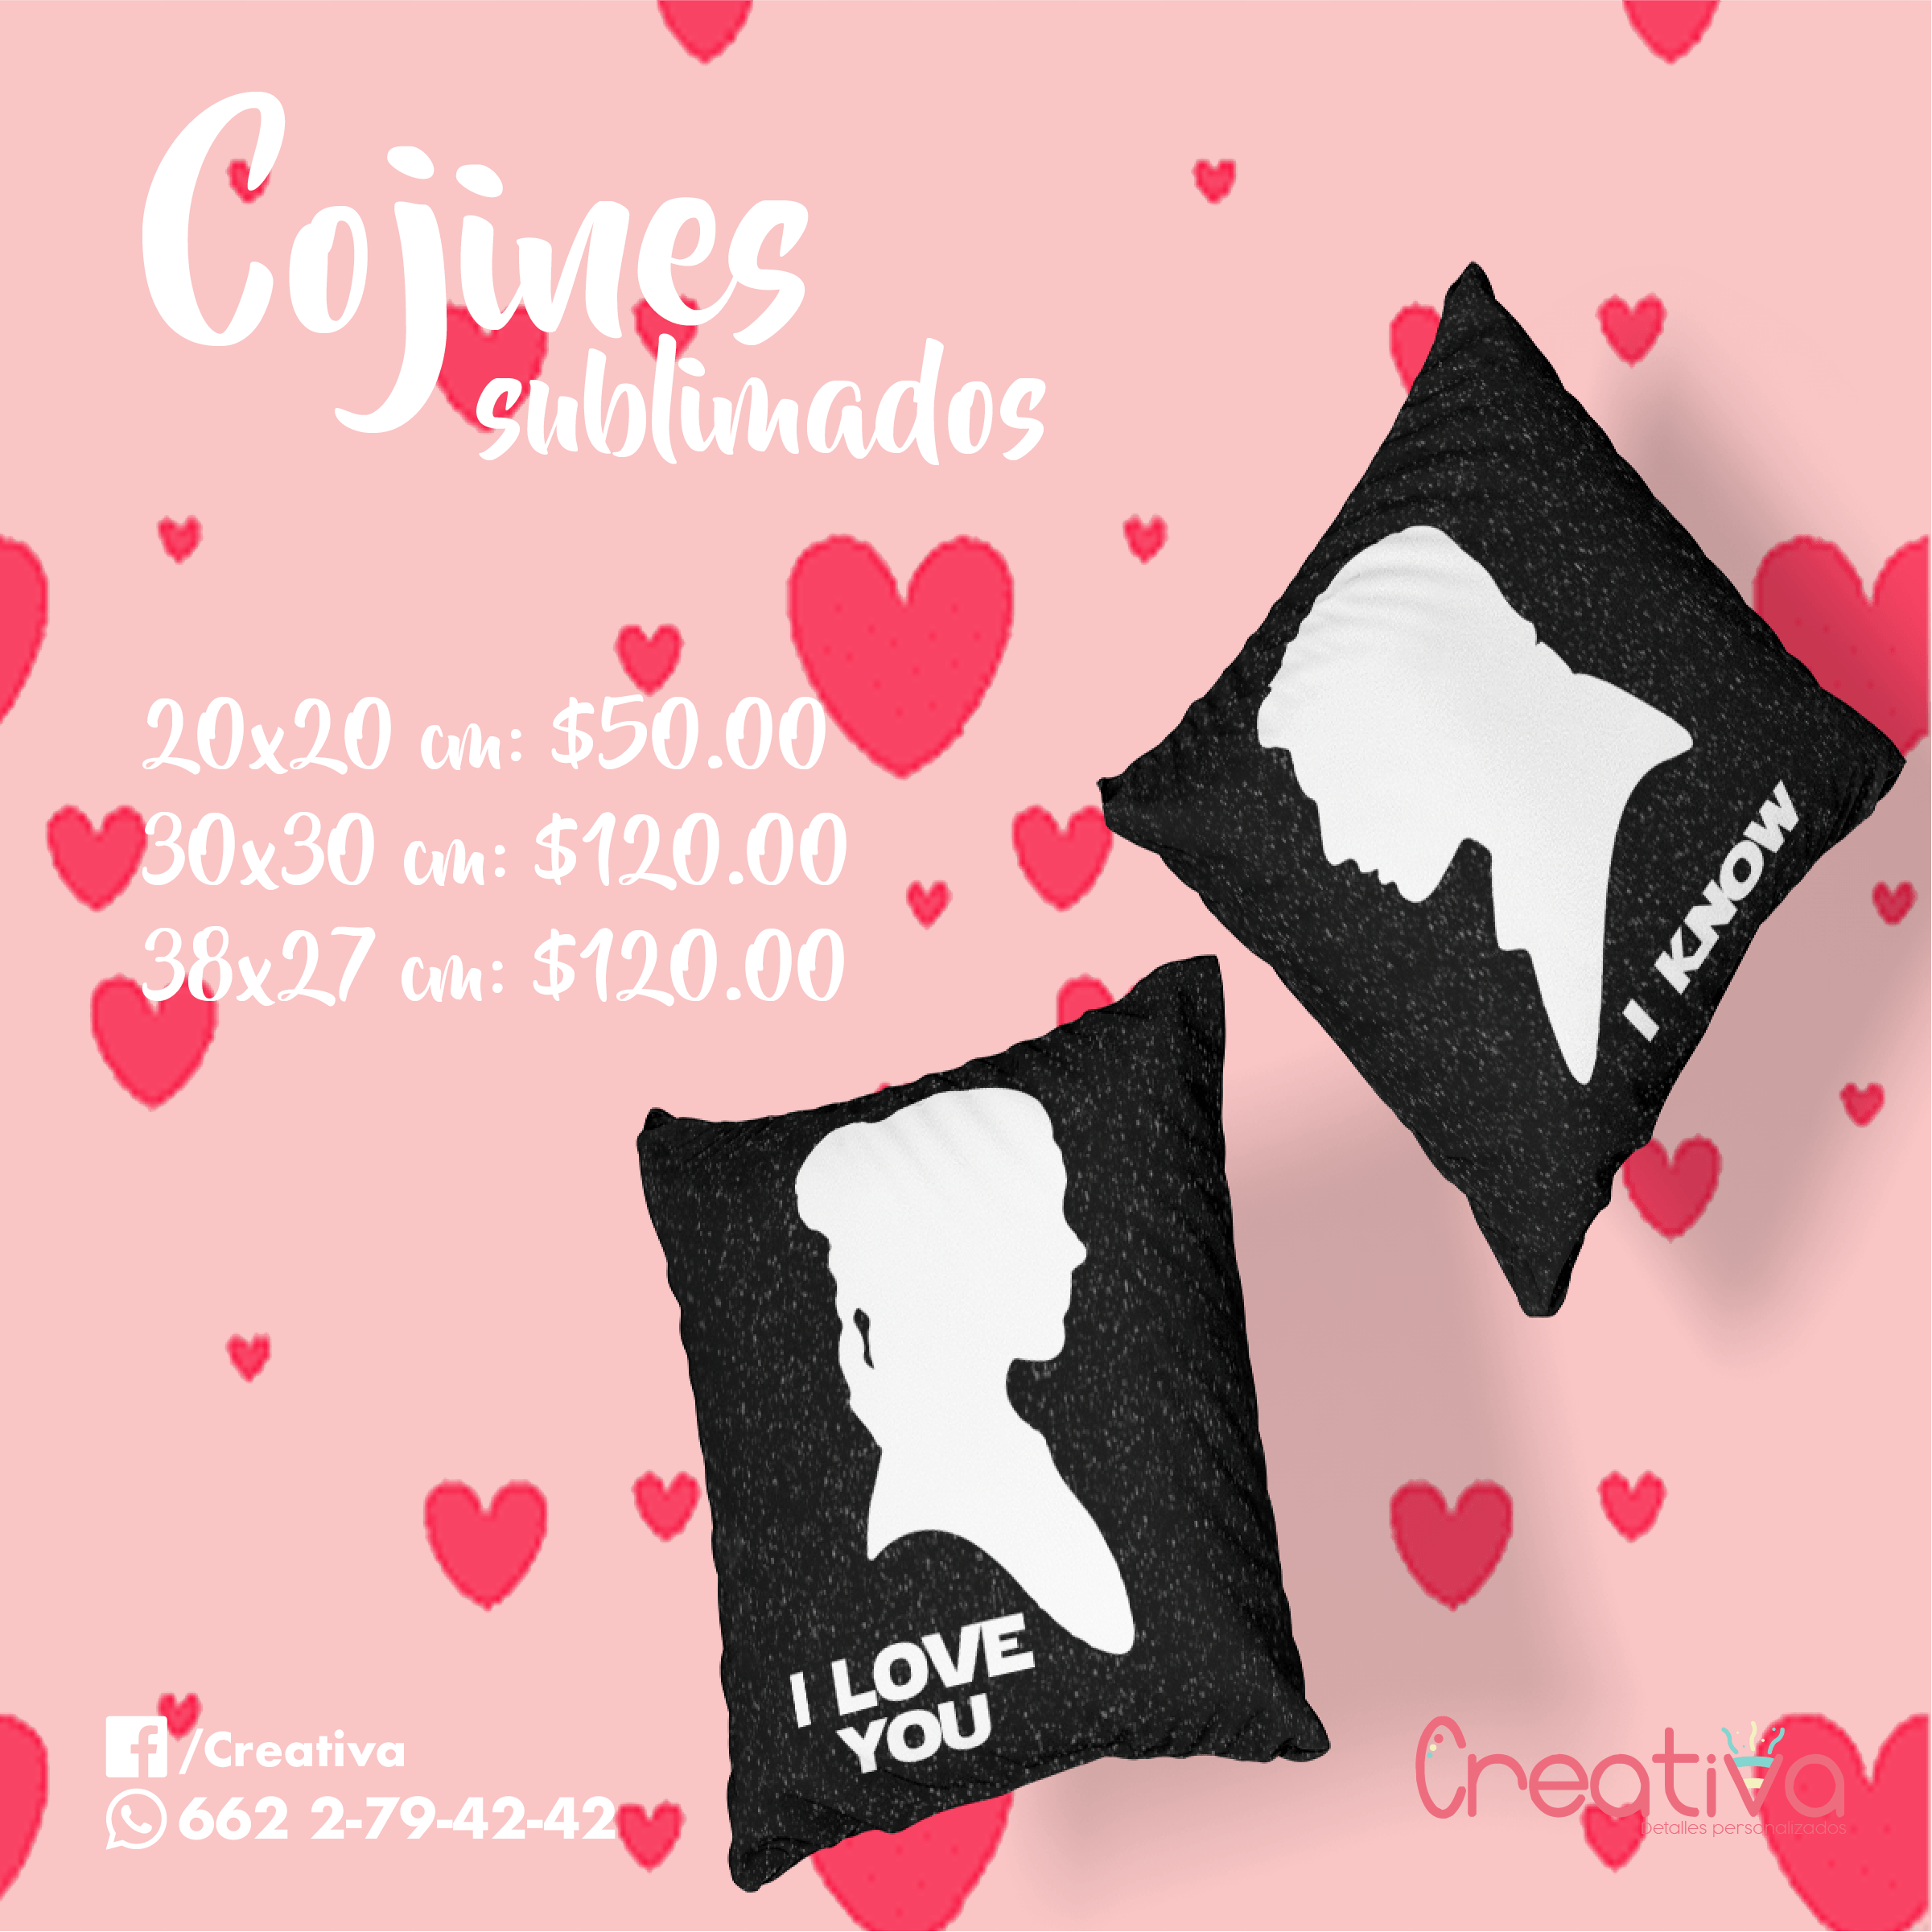 Cojines
sublimados
20x20 cm: $50.00
30x30 cm: $120.00
38x27 cm: $120.00
I KNOW
I LOVE
YOU
/Creativa
662 2-79-42-42
Creativa
Detalles personalizados